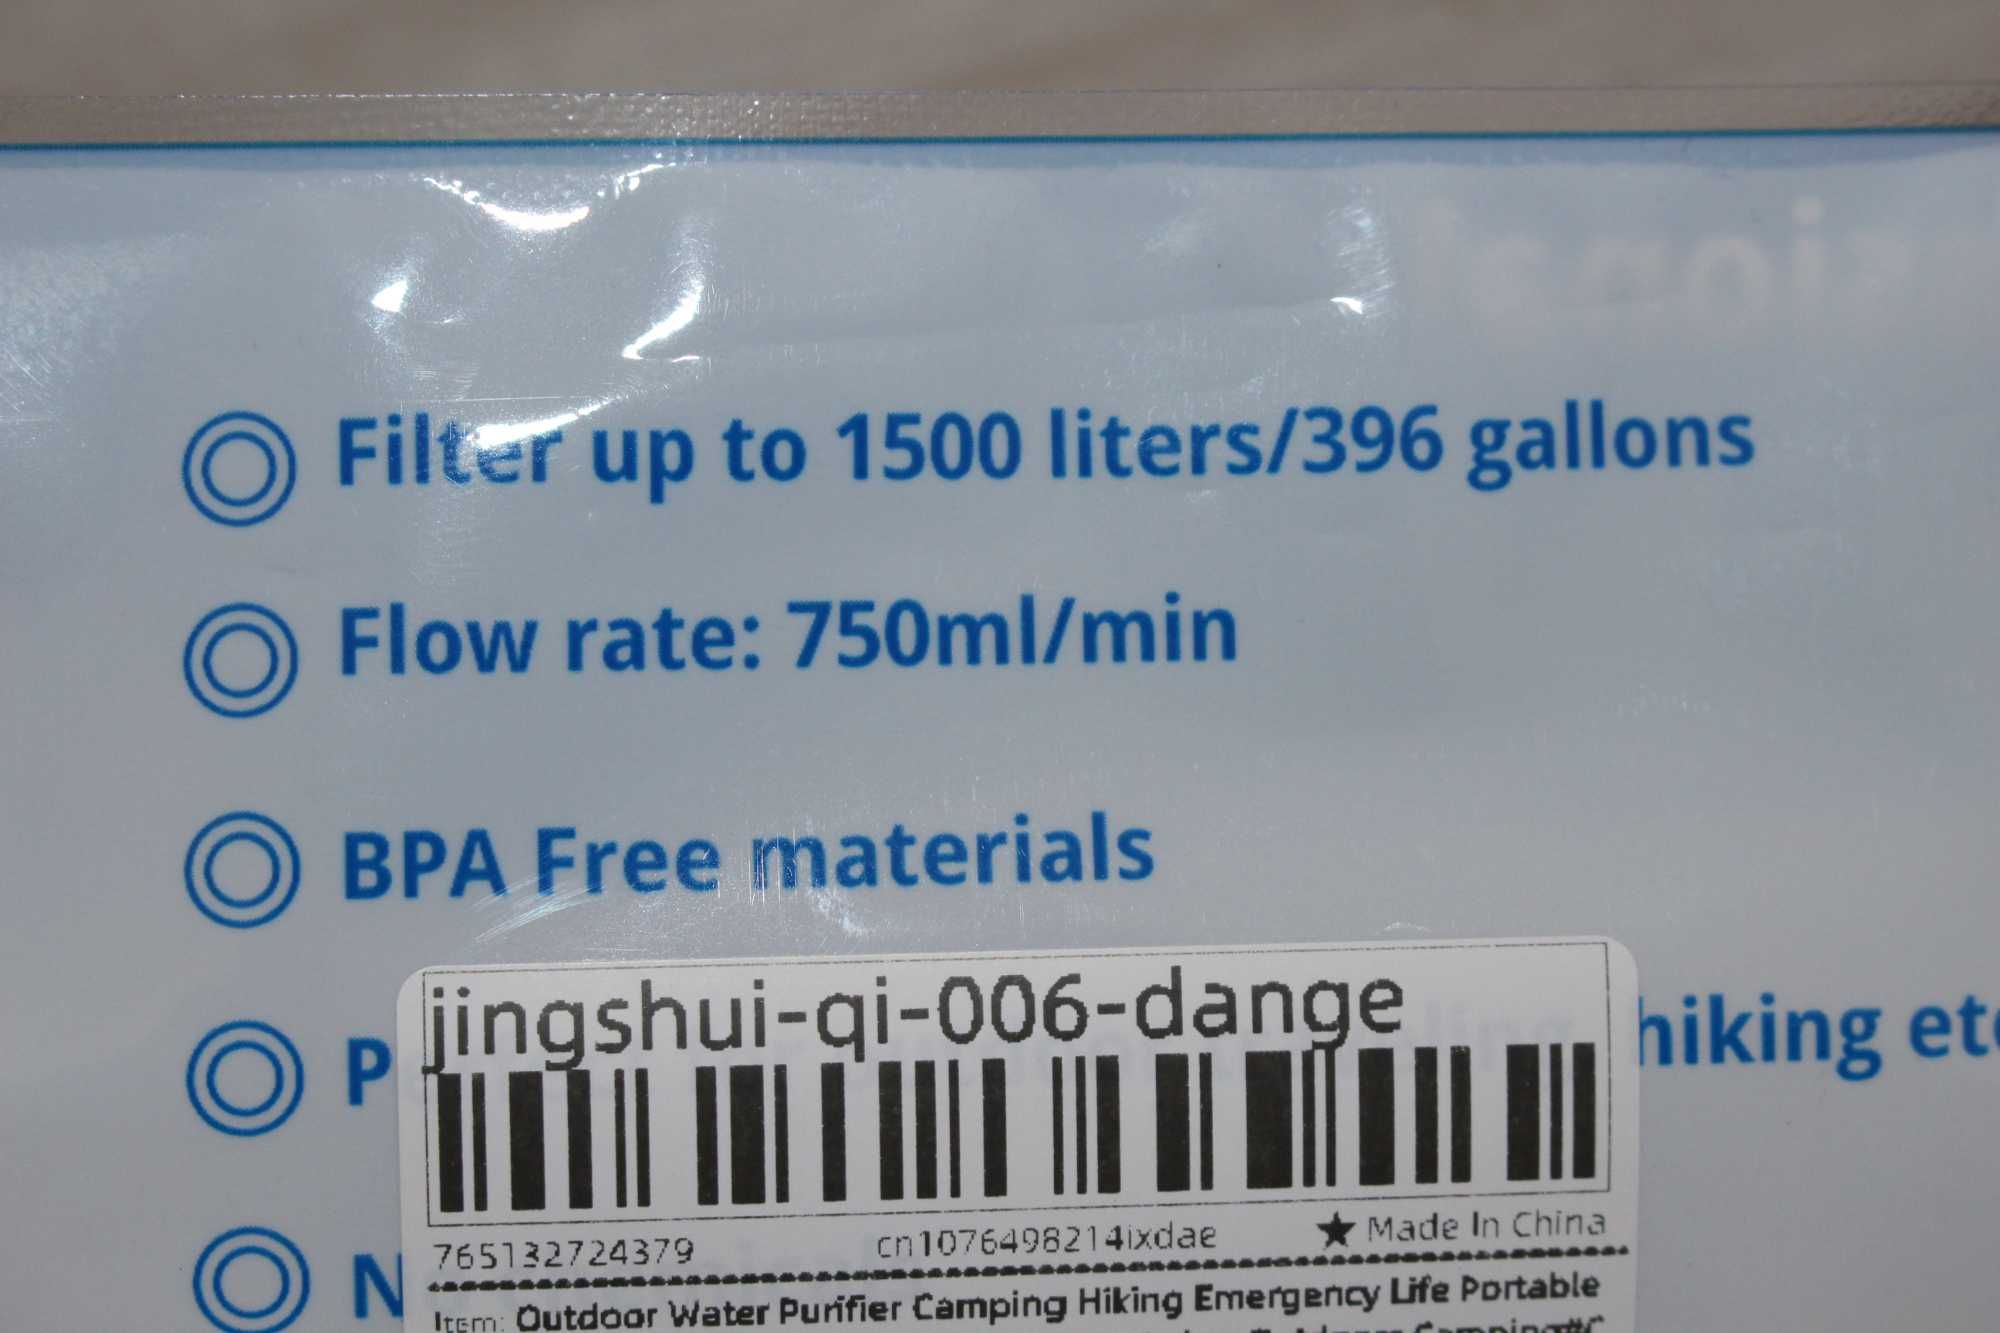 Filter up to 1500 liters/396 gallons
Flow rate: 750ml/min
BPA Free materials
hiking etc
jingshui-qi-006-dange
765132724379 cn1076498214ixdae ★ Made In China
Item: Outdoor Water Purifier Camping Hiking Emergency Life Portable